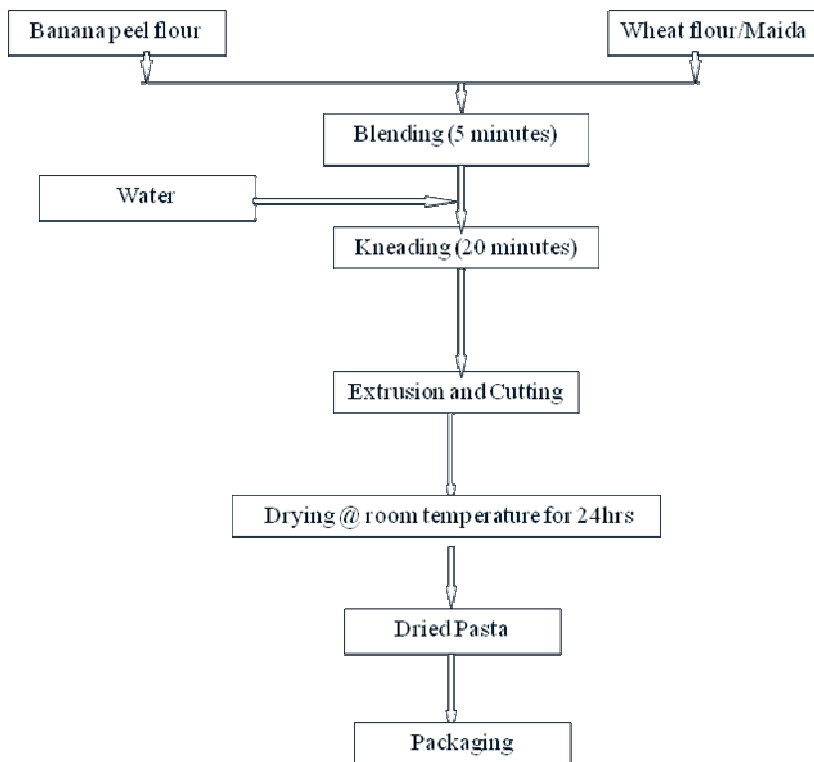 Banana peel flour
Wheat flour/Maida
Blending (5 minutes)
Water
Kneading (20 minutes)
Extrusion and Cutting
Drying @ room temperature for 24hrs
Dried Pasta
Packaging